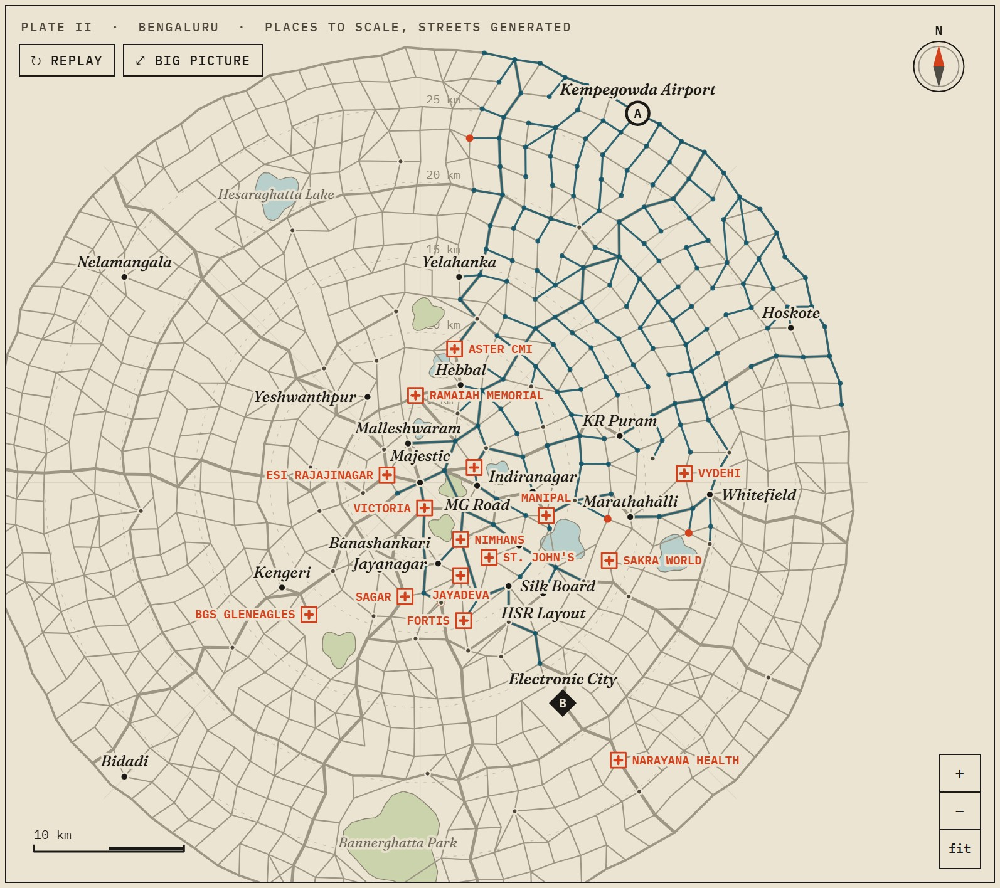 PLATE II · BENGALURU · PLACES TO SCALE, STREETS GENERATED
N
↻ REPLAY
⤢ BIG PICTURE
Kempegowda Airport
A
25 km
20 km
Hesaraghatta Lake
15 km
Nelamangala
Yelahanka
Hoskote
10 km
ASTER CMI
Hebbal
Yeshwanthpur
RAMAIAH MEMORIAL
KR Puram
Malleshwaram
Majestic
ESI RAJAJINAGAR
Indiranagar
VYDEHI
Whitefield
MANIPAL
Marathahalli
VICTORIA
MG Road
Banashankari
NIMHANS
ST. JOHN'S
SAKRA WORLD
Jayanagar
Kengeri
Silk Board
SAGAR
JAYADEVA
BGS GLENEAGLES
FORTIS
HSR Layout
Electronic City
B
Bidadi
NARAYANA HEALTH
+
−
fit
10 km
Bannerghatta Park